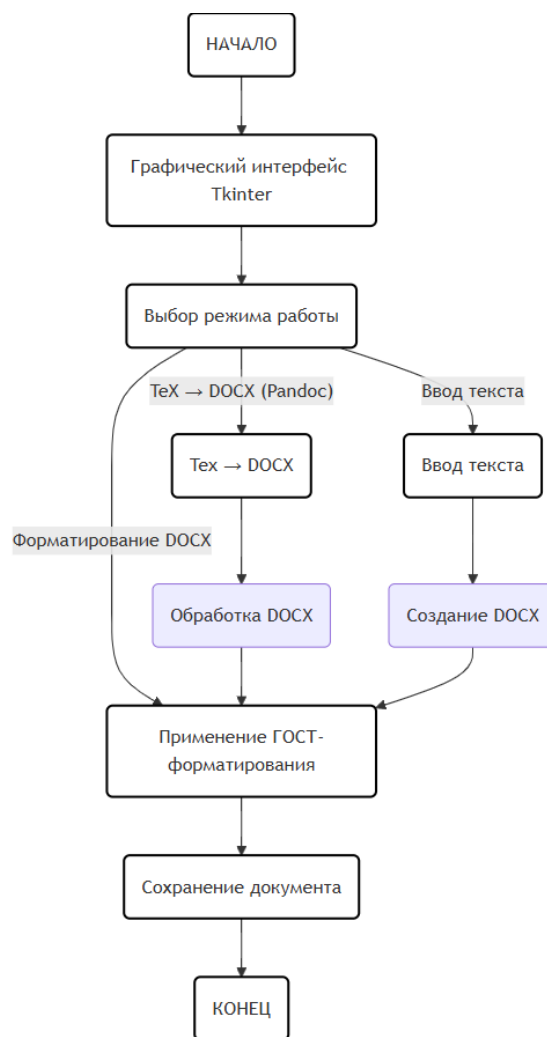 НАЧАЛО
Графический интерфейс
Tkinter
Выбор режима работы
TeX → DOCX (Pandoc)
Ввод текста
Tex → DOCX
Ввод текста
Форматирование DOCX
Обработка DOCX
Создание DOCX
Применение ГОСТ-
форматирования
Сохранение документа
КОНЕЦ